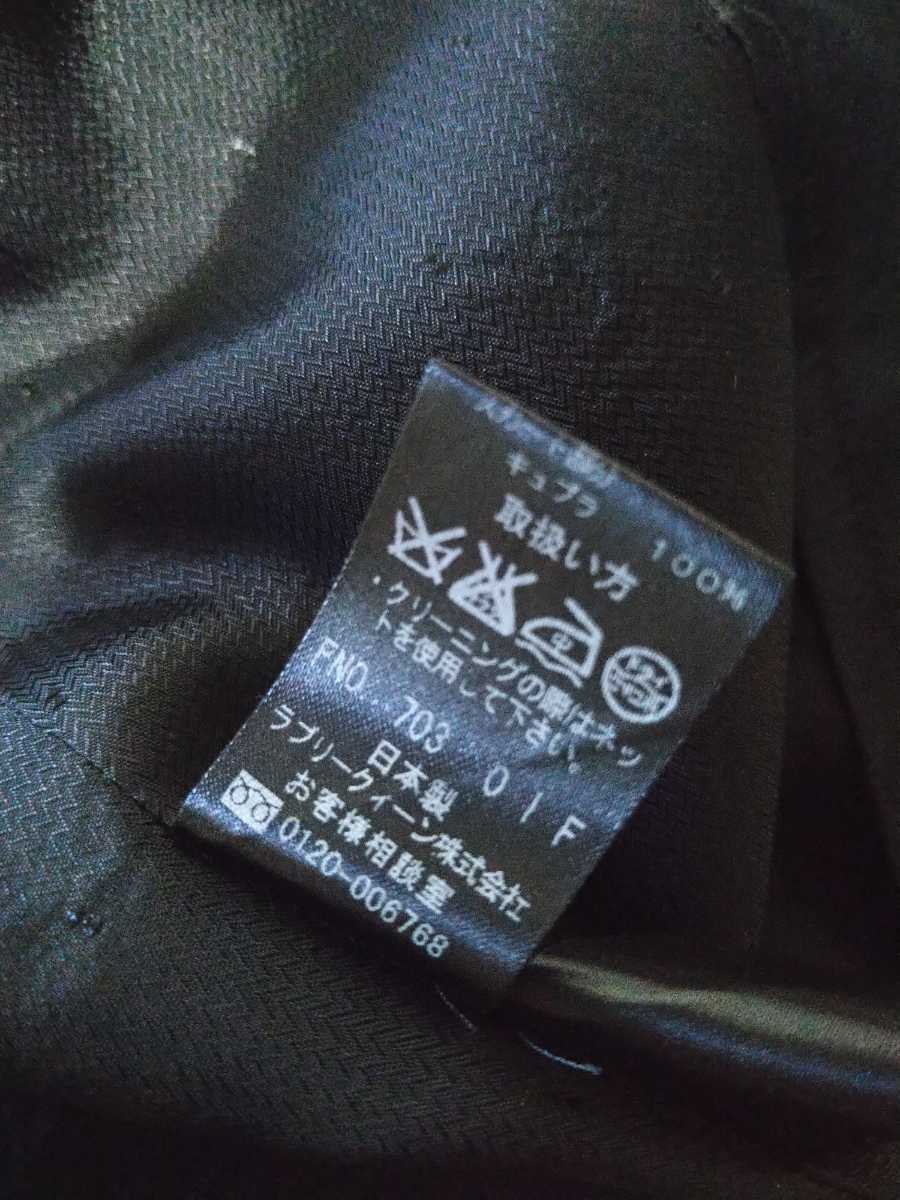 キュプラ 100%
取扱い方
・クリーニングの際はネッ
トを使用して下さい。
FNO 703 0 1 F
日本製
ラブリークィーン株式会社
お客様相談室
0120-006768